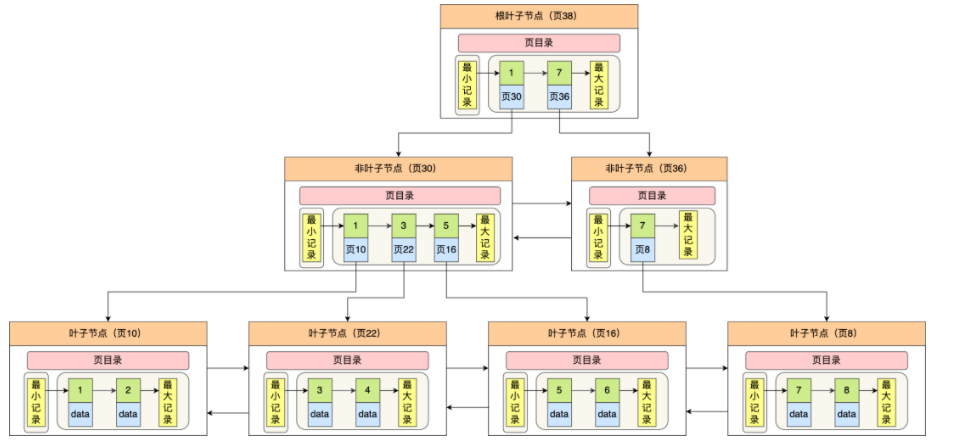 根叶子节点（页38）
页目录
最小记录
1
7
最大记录
页30
页36
非叶子节点（页30）
页目录
最小记录
1
3
5
最大记录
页10
页22
页16
非叶子节点（页36）
页目录
最小记录
7
最大记录
页8
叶子节点（页10）
页目录
最小记录
1
2
最大记录
data
data
叶子节点（页22）
页目录
最小记录
3
4
最大记录
data
data
叶子节点（页16）
页目录
最小记录
5
6
最大记录
data
data
叶子节点（页8）
页目录
最小记录
7
8
最大记录
data
data